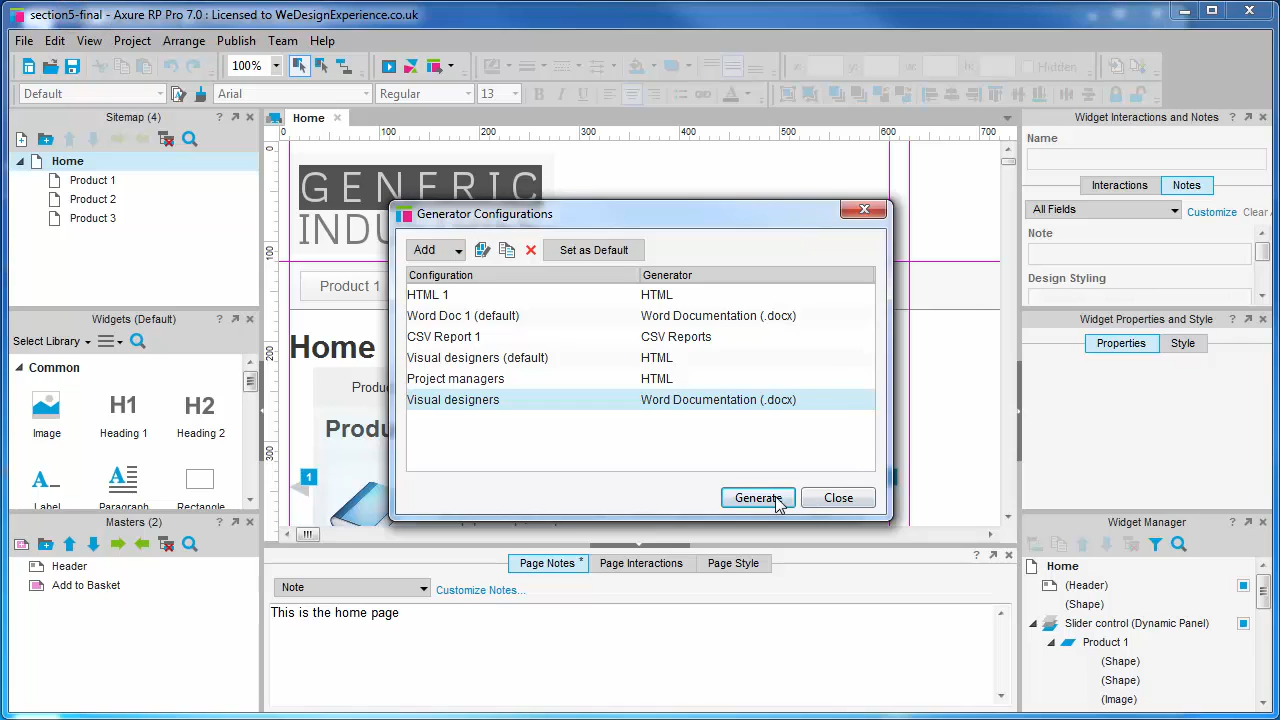 section5-final - Axure RP Pro 7.0 : Licensed to WeDesignExperience.co.uk
File Edit View Project Arrange Publish Team Help
100% Hidden
Default Arial Regular 13
Sitemap (4)
Home
Product 1
Product 2
Product 3
Widgets (Default)
Select Library
Common
Image H1 Heading 1 H2 Heading 2
Label Paragraph Rectangle
Masters (2)
Header
Add to Basket
Home
0 100 200 300 400 500 600 700
0
100
200
300
GENERIC
Product 1
Home
1
Generator Configurations
Add Set as Default
Configuration Generator
HTML 1 HTML
Word Doc 1 (default) Word Documentation (.docx)
CSV Report 1 CSV Reports
Visual designers (default) HTML
Project managers HTML
Visual designers Word Documentation (.docx)
Generate Close
Page Notes * Page Interactions Page Style
Note Customize Notes...
This is the home page
Widget Interactions and Notes
Name
Interactions Notes
All Fields Customize Clear
Note
Design Styling
Widget Properties and Style
Properties Style
Widget Manager
Home
(Header)
(Shape)
Slider control (Dynamic Panel)
Product 1
(Shape)
(Shape)
(Image)